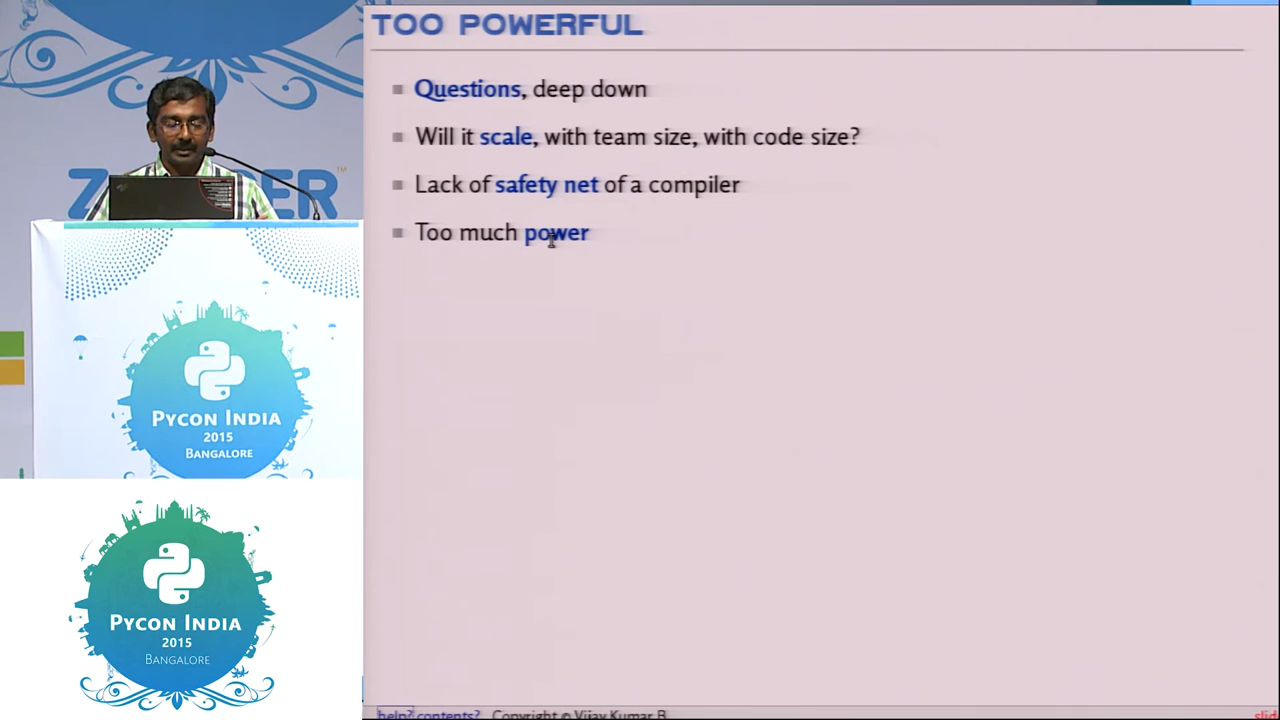 TOO POWERFUL
Questions, deep down
Will it scale, with team size, with code size?
Lack of safety net of a compiler
Too much power
PYCON INDIA
2015
BANGALORE
PYCON INDIA
2015
BANGALORE
help? contents? Copyright © Vijay Kumar B